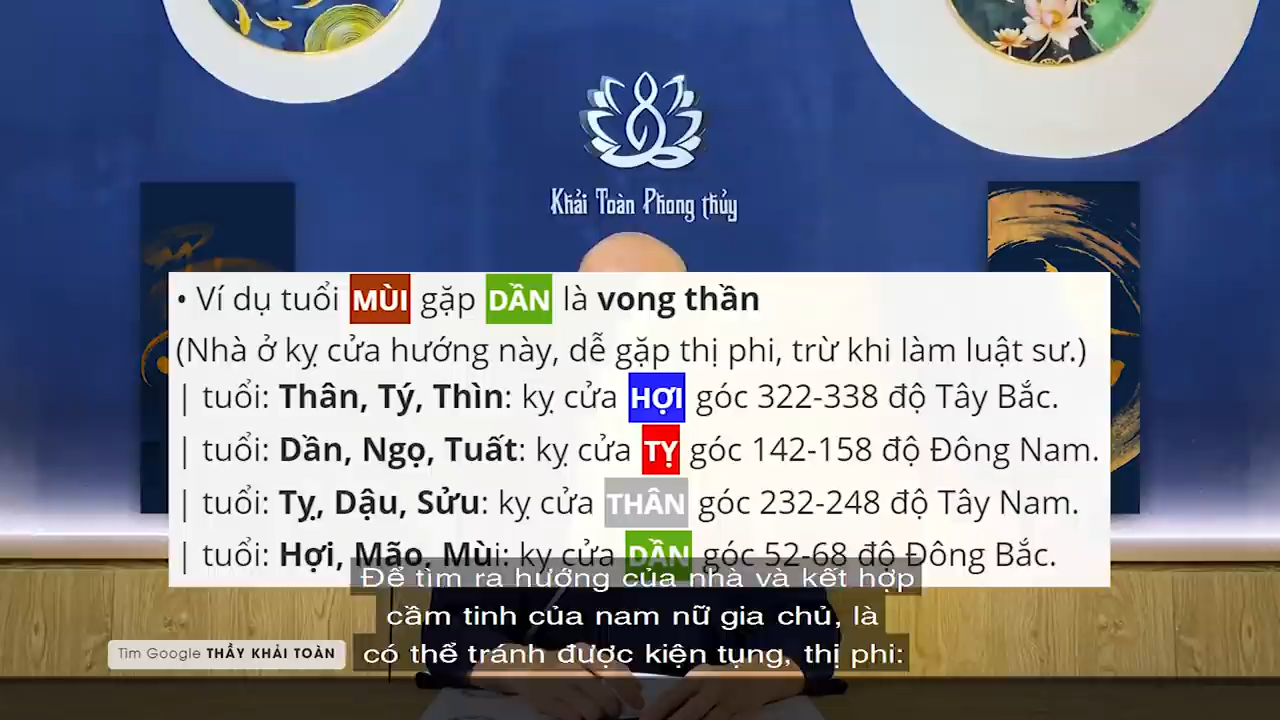 Khải Toàn Phong thủy
• Ví dụ tuổi MÙI gặp DẦN là vong thần
(Nhà ở kỵ cửa hướng này, dễ gặp thị phi, trừ khi làm luật sư.)
| tuổi: Thân, Tý, Thìn: kỵ cửa HỢI góc 322-338 độ Tây Bắc.
| tuổi: Dần, Ngọ, Tuất: kỵ cửa TỴ góc 142-158 độ Đông Nam.
| tuổi: Tỵ, Dậu, Sửu: kỵ cửa THÂN góc 232-248 độ Tây Nam.
| tuổi: Hợi, Mão, Mùi: kỵ cửa DẦN góc 52-68 độ Đông Bắc.
Để tìm ra hướng của nhà và kết hợp
cầm tinh của nam nữ gia chủ, là
có thể tránh được kiện tụng, thị phi:
Tìm Google THẦY KHẢI TOÀN